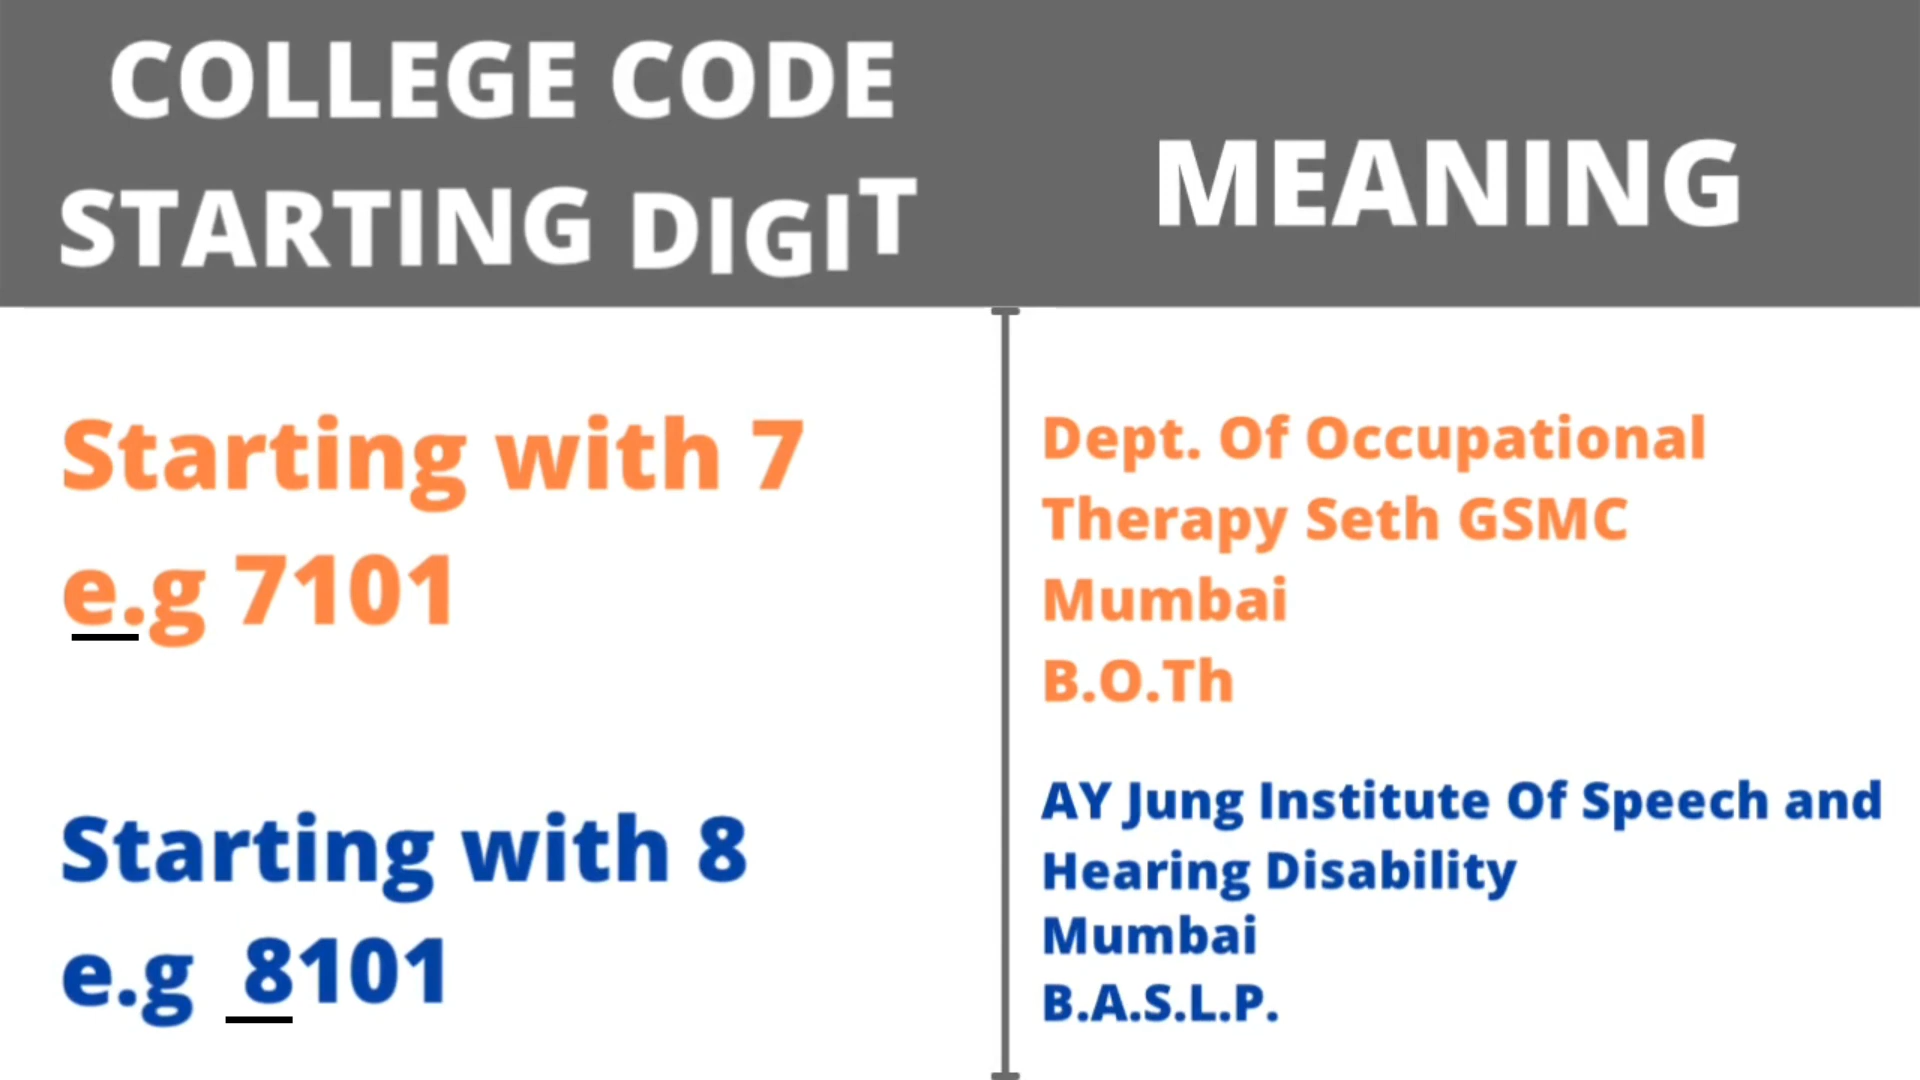 COLLEGE CODE
STARTING DIGIT
MEANING
Starting with 7
e.g 7101
Dept. Of Occupational
Therapy Seth GSMC
Mumbai
B.O.Th
Starting with 8
e.g 8101
AY Jung Institute Of Speech and
Hearing Disability
Mumbai
B.A.S.L.P.